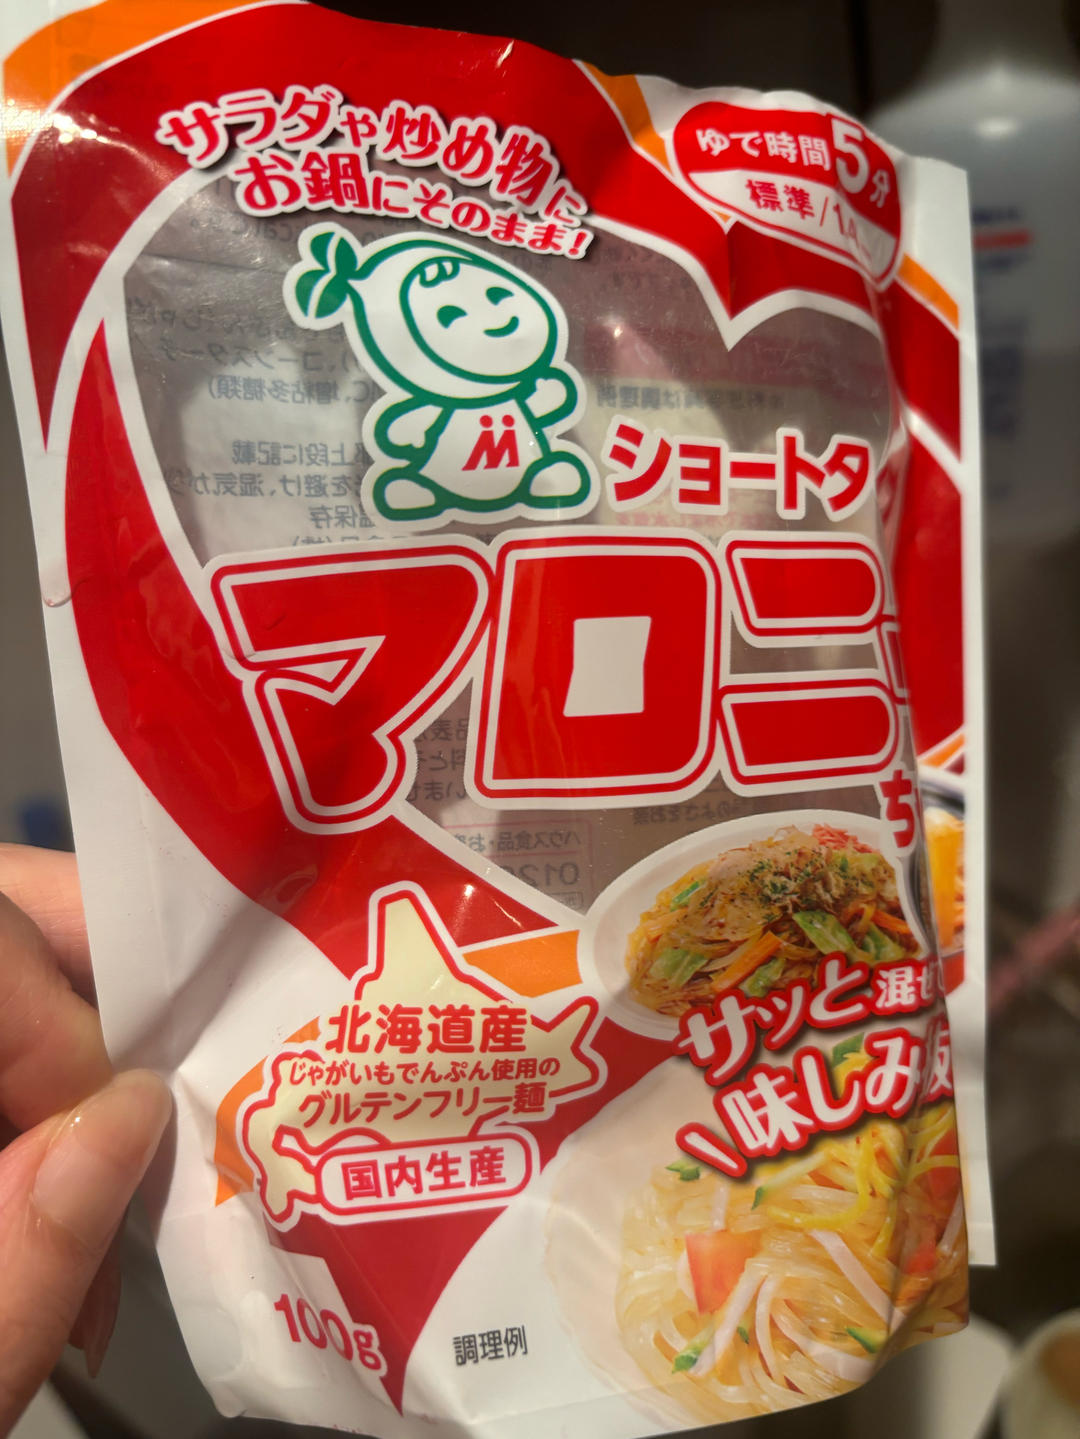 サラダや炒め物に
お鍋にそのまま!
ゆで時間5分
標準/1
M
ショートタ
マロニ
ち
サッと混ぜ
味しみ
北海道産
じゃがいもでんぷん使用の
グルテンフリー麺
国内生産
100g
調理例